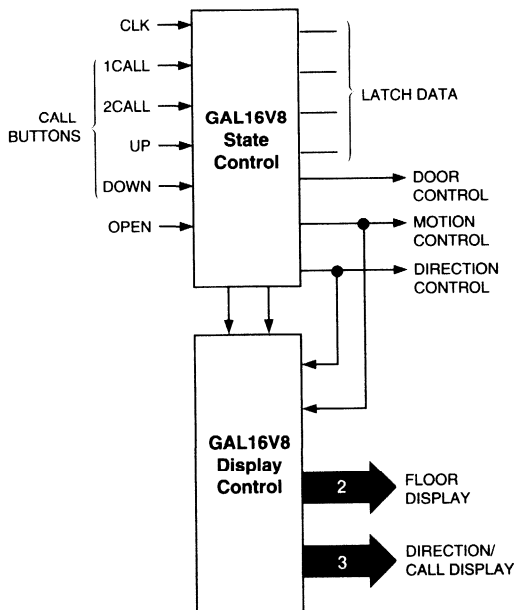 CLK
1CALL
2CALL
CALL
BUTTONS
UP
DOWN
OPEN
GAL16V8
State
Control
LATCH DATA
DOOR
CONTROL
MOTION
CONTROL
DIRECTION
CONTROL
GAL16V8
Display
Control
2
FLOOR
DISPLAY
3
DIRECTION/
CALL DISPLAY